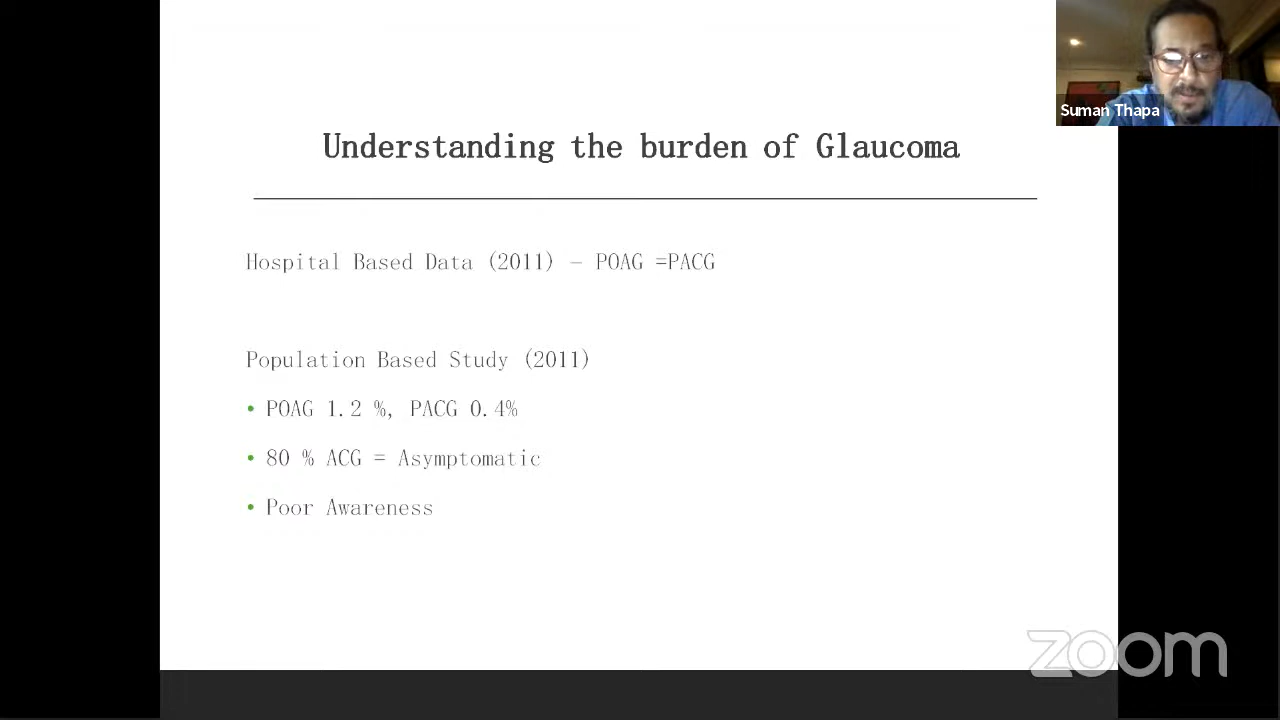 Suman Thapa
Understanding the burden of Glaucoma
Hospital Based Data (2011) – POAG =PACG
Population Based Study (2011)
• POAG 1.2 %, PACG 0.4%
• 80 % ACG = Asymptomatic
• Poor Awareness
zoom